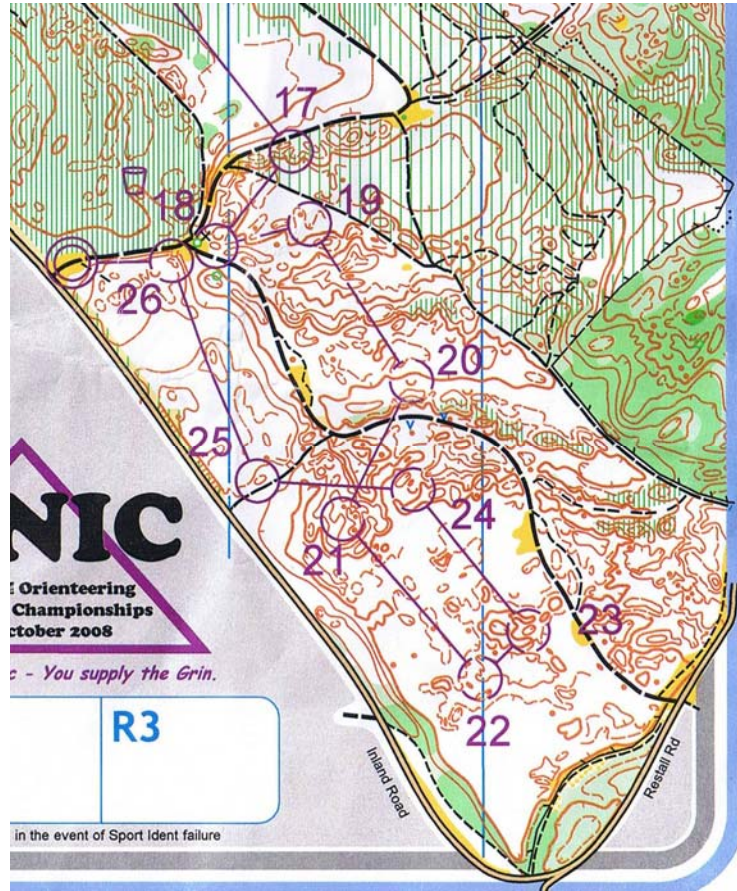 17
18
19
26
20
25
24
21
23
22
NIC
Orienteering
Championships
ctober 2008
c - You supply the Grin.
R3
Inland Road
Restall Rd
in the event of Sport Ident failure